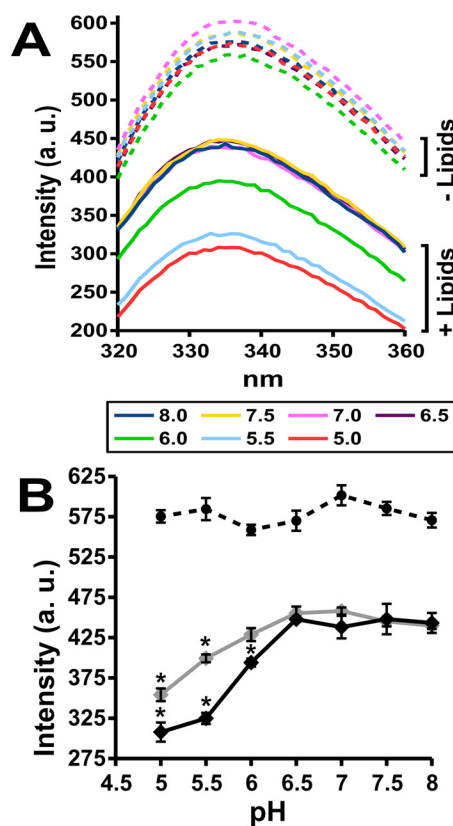 A
Intensity (a. u.)
600
550
500
450
400
350
300
250
200
320
330
340
350
360
nm
- Lipids
+ Lipids
8.0 7.5 7.0 6.5
6.0 5.5 5.0
B
Intensity (a. u.)
625
575
525
475
425
375
325
275
* * *
* *
4.5 5 5.5 6 6.5 7 7.5 8
pH